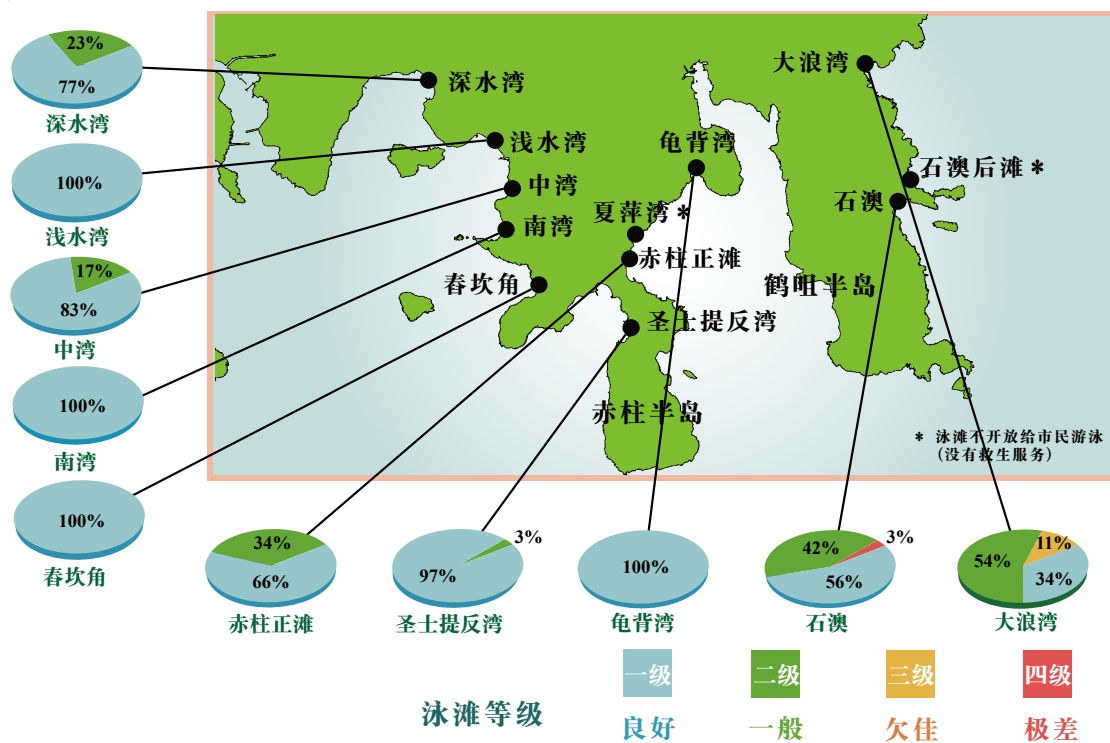 23%
77%
深水湾
100%
浅水湾
17%
83%
中湾
100%
南湾
100%
春坎角
深水湾
浅水湾
中湾
南湾
春坎角
龟背湾
夏萍湾*
赤柱正滩
圣士提反湾
赤柱半岛
大浪湾
石澳后滩*
石澳
鹤咀半岛
* 泳滩不开放给市民游泳
(没有救生服务)
34%
66%
赤柱正滩
3%
97%
圣士提反湾
100%
龟背湾
42%
3%
56%
石澳
54%
11%
34%
大浪湾
泳滩等级
一级
二级
三级
四级
良好
一般
欠佳
极差